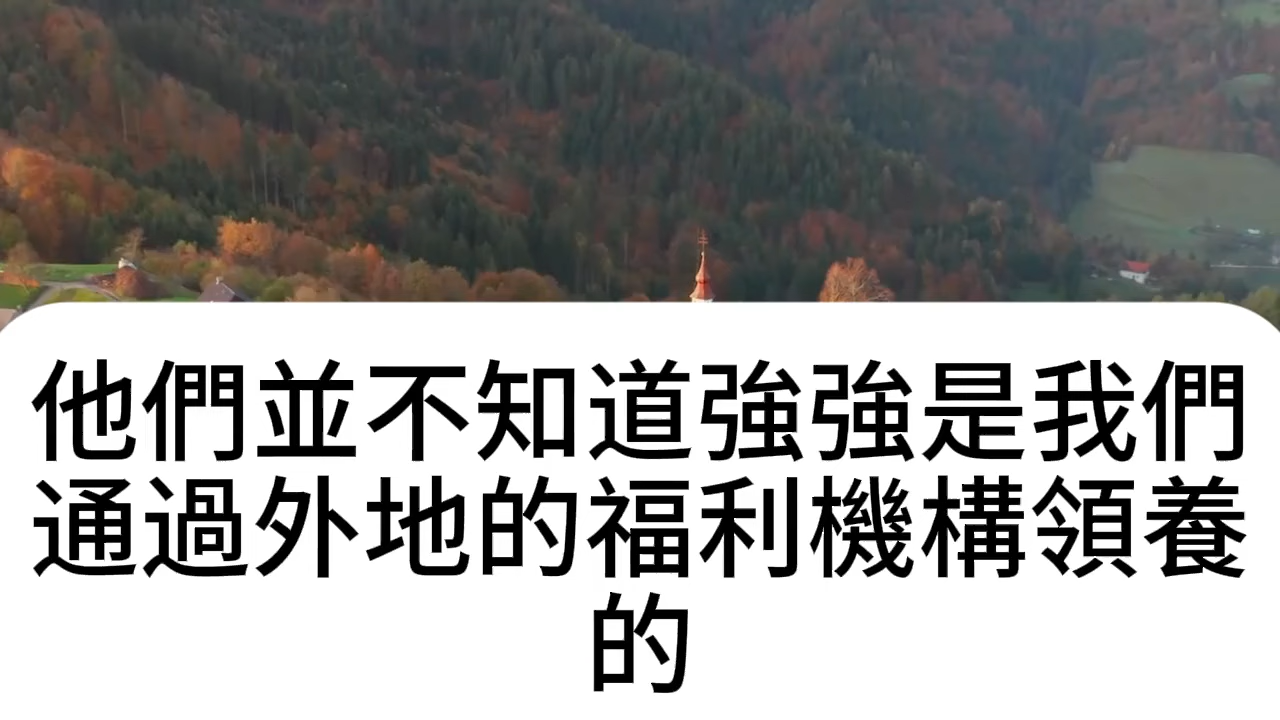 他們並不知道強強是我們
通過外地的福利機構領養
的